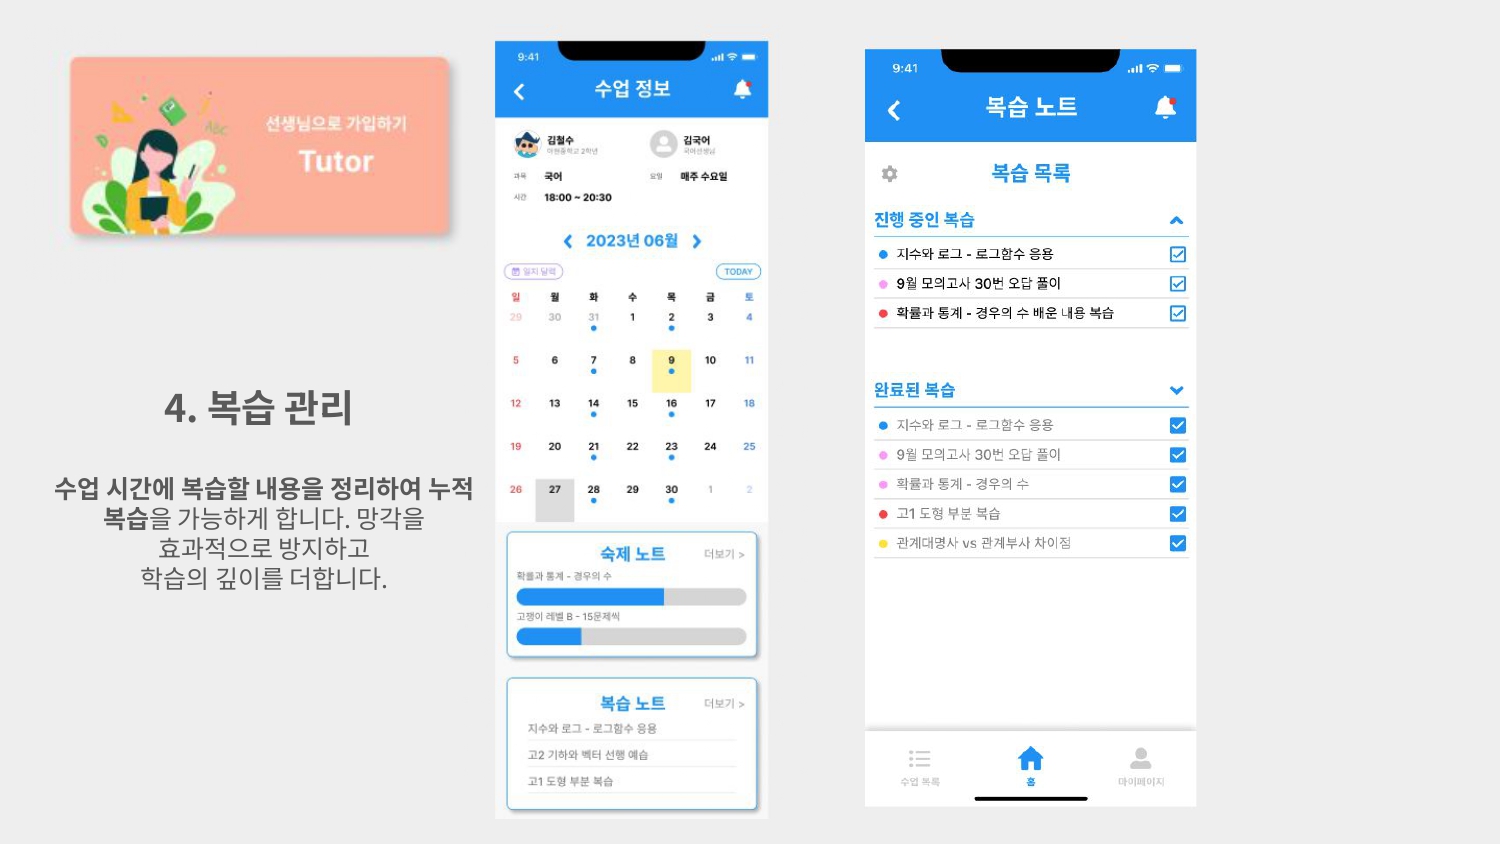 선생님으로 가입하기
Tutor
ABC
4. 복습 관리
수업 시간에 복습할 내용을 정리하여 누적
복습을 가능하게 합니다. 망각을
효과적으로 방지하고
학습의 깊이를 더합니다.
9:41
수업 정보
김철수
2학년
김국어
국어선생님
과목 국어
요일 매주 수요일
시간 18:00 ~ 20:30
2023년 06월
일지 달력
TODAY
일 월 화 수 목 금 토
29 30 31 1 2 3 4
5 6 7 8 9 10 11
12 13 14 15 16 17 18
19 20 21 22 23 24 25
26 27 28 29 30 1 2
숙제 노트
더보기 >
확률과 통계 - 경우의 수
고쟁이 레벨 B - 15문제씩
복습 노트
더보기 >
지수와 로그 - 로그함수 응용
고2 기하와 벡터 선행 예습
고1 도형 부분 복습
9:41
복습 노트
복습 목록
진행 중인 복습
지수와 로그 - 로그함수 응용
9월 모의고사 30번 오답 풀이
확률과 통계 - 경우의 수 배운 내용 복습
완료된 복습
지수와 로그 - 로그함수 응용
9월 모의고사 30번 오답 풀이
확률과 통계 - 경우의 수
고1 도형 부분 복습
관계대명사 vs 관계부사 차이점
수업 목록
홈
마이페이지